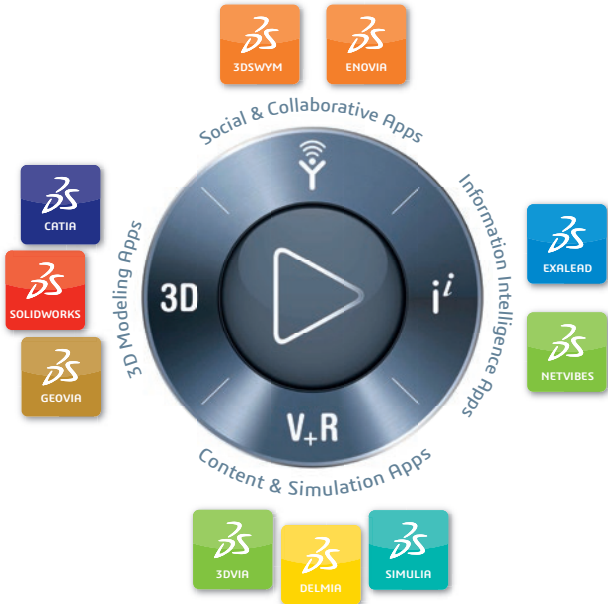 3DSWYM
ENOVIA
Social & Collaborative Apps
CATIA
SOLIDWORKS
GEOVIA
3D Modeling Apps
3D
Information Intelligence Apps
ii
EXALEAD
NETVIBES
V+R
Content & Simulation Apps
3DVIA
DELMIA
SIMULIA